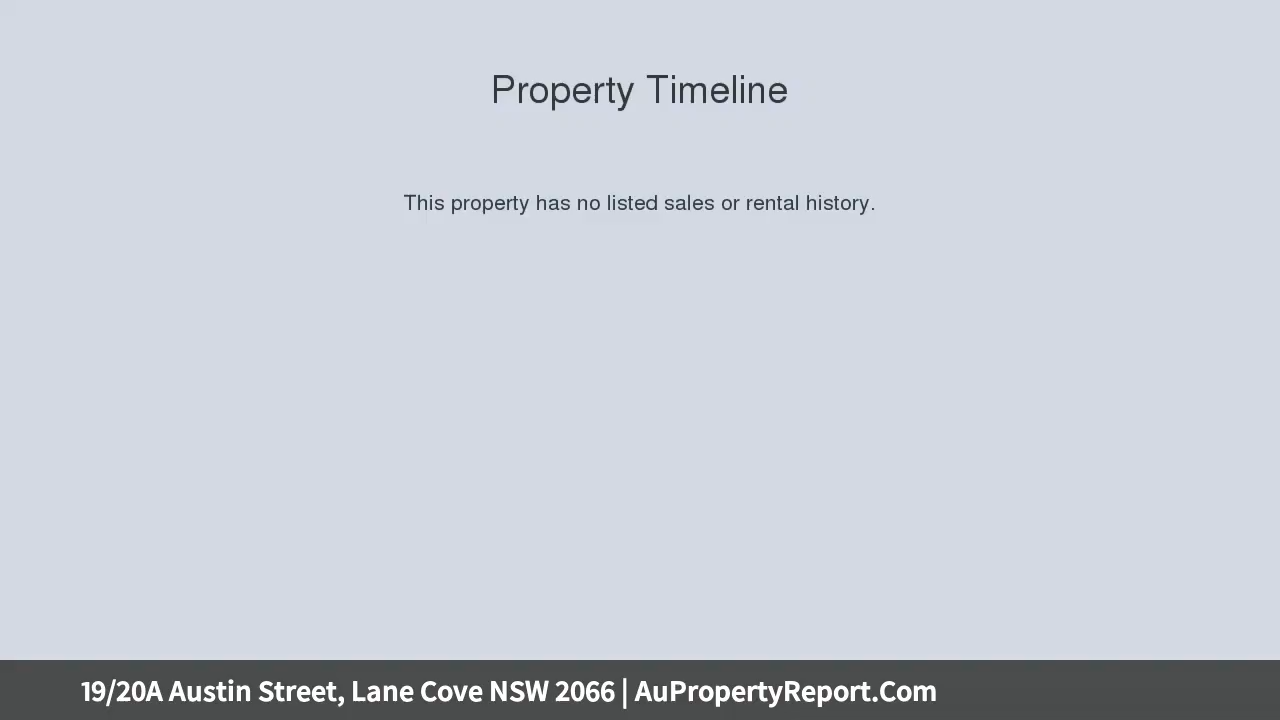 Property Timeline
This property has no listed sales or rental history.
19/20A Austin Street, Lane Cove NSW 2066 | AuPropertyReport.Com